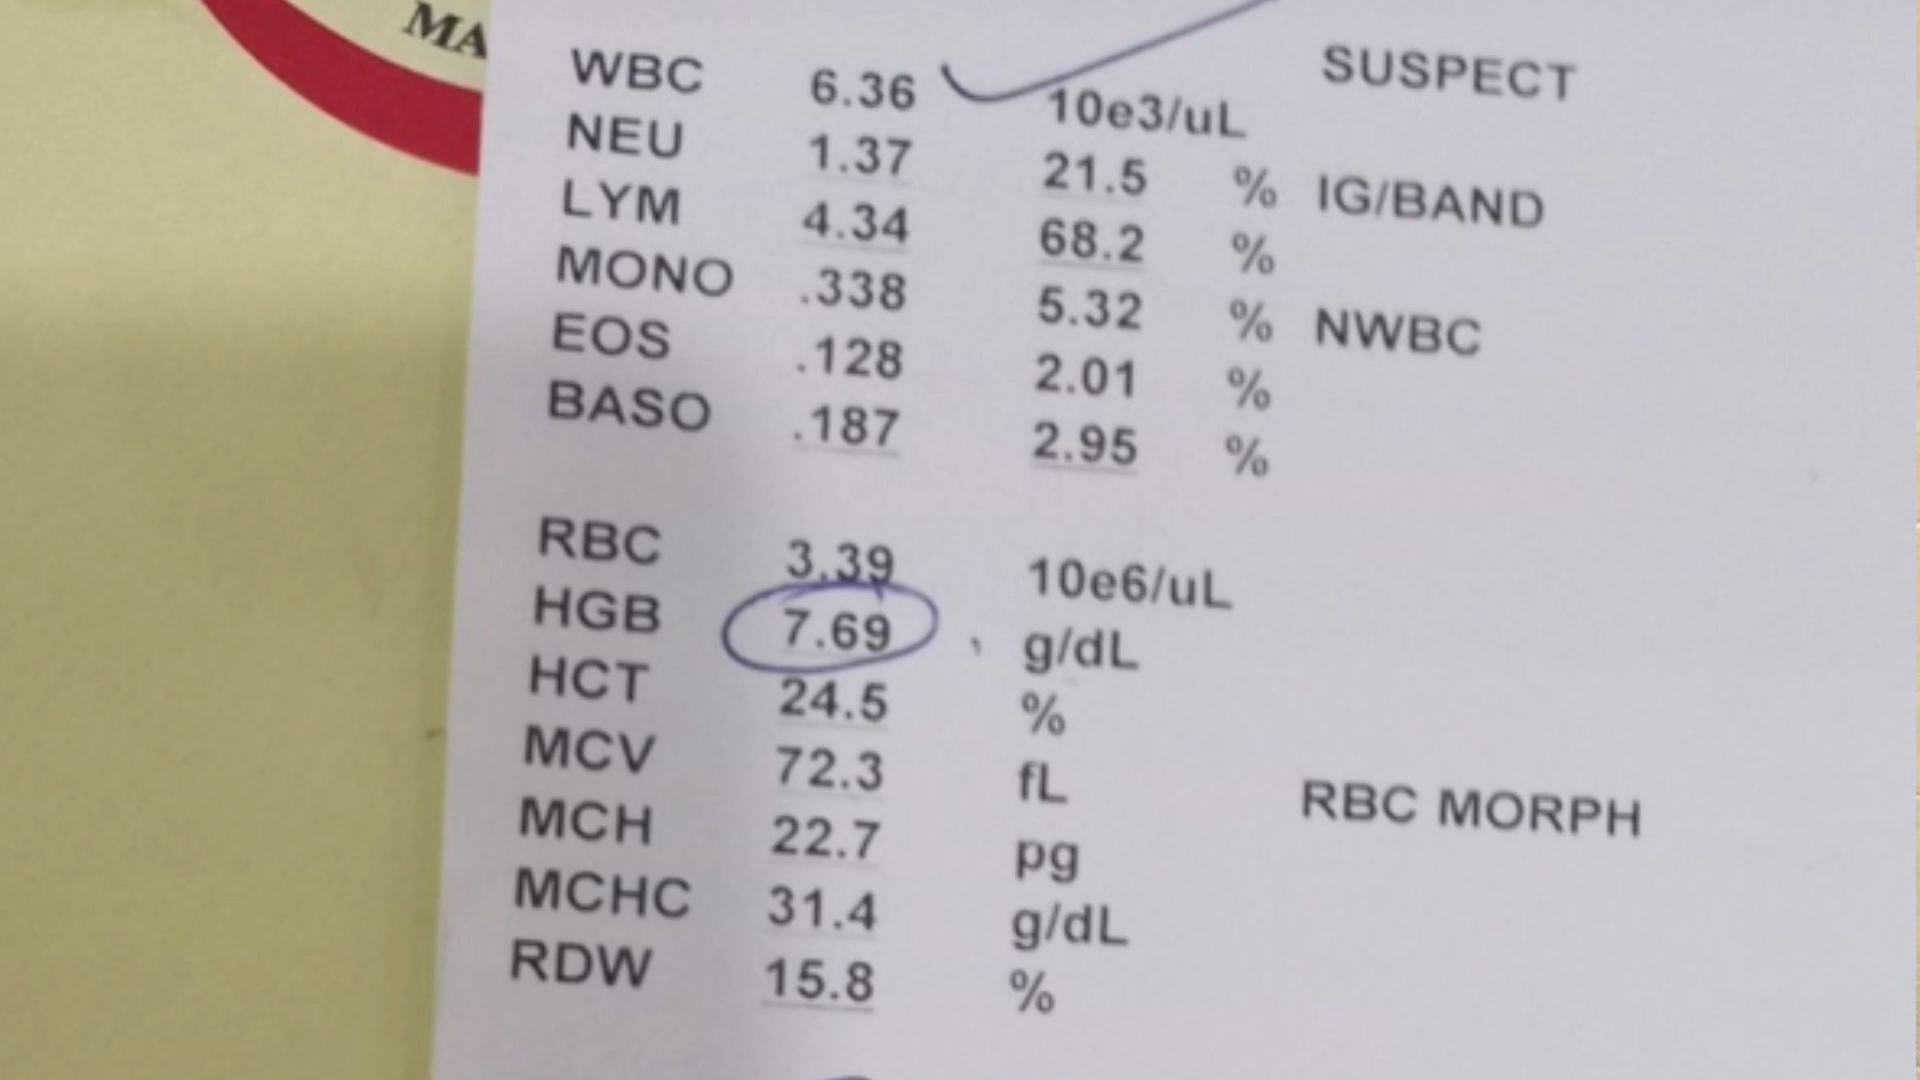 MA
WBC 6.36 10e3/uL SUSPECT
NEU 1.37 21.5 % IG/BAND
LYM 4.34 68.2 %
MONO .338 5.32 % NWBC
EOS .128 2.01 %
BASO .187 2.95 %
RBC 3.39 10e6/uL
HGB 7.69 g/dL
HCT 24.5 %
MCV 72.3 fL RBC MORPH
MCH 22.7 pg
MCHC 31.4 g/dL
RDW 15.8 %